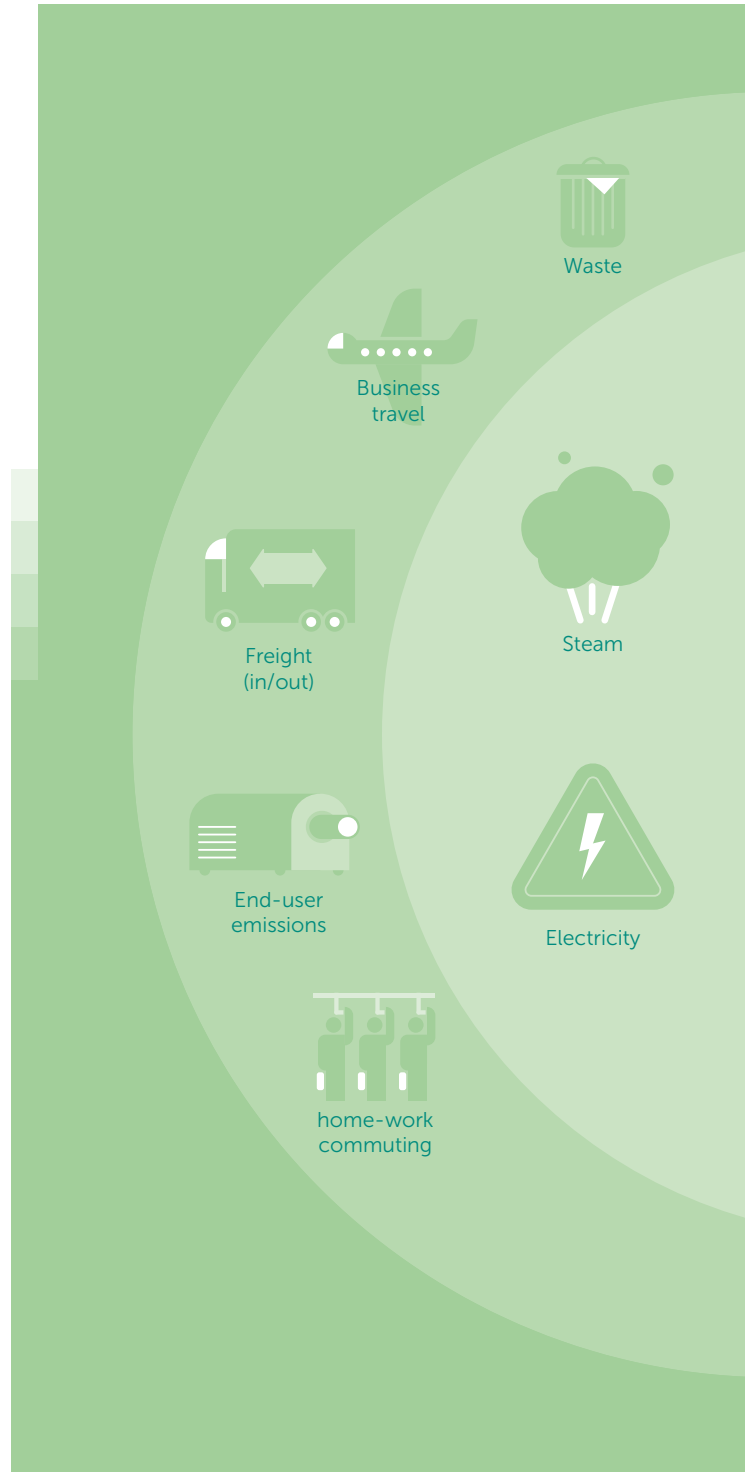 Waste
Business
travel
Steam
Freight
(in/out)
End-user
emissions
Electricity
home-work
commuting